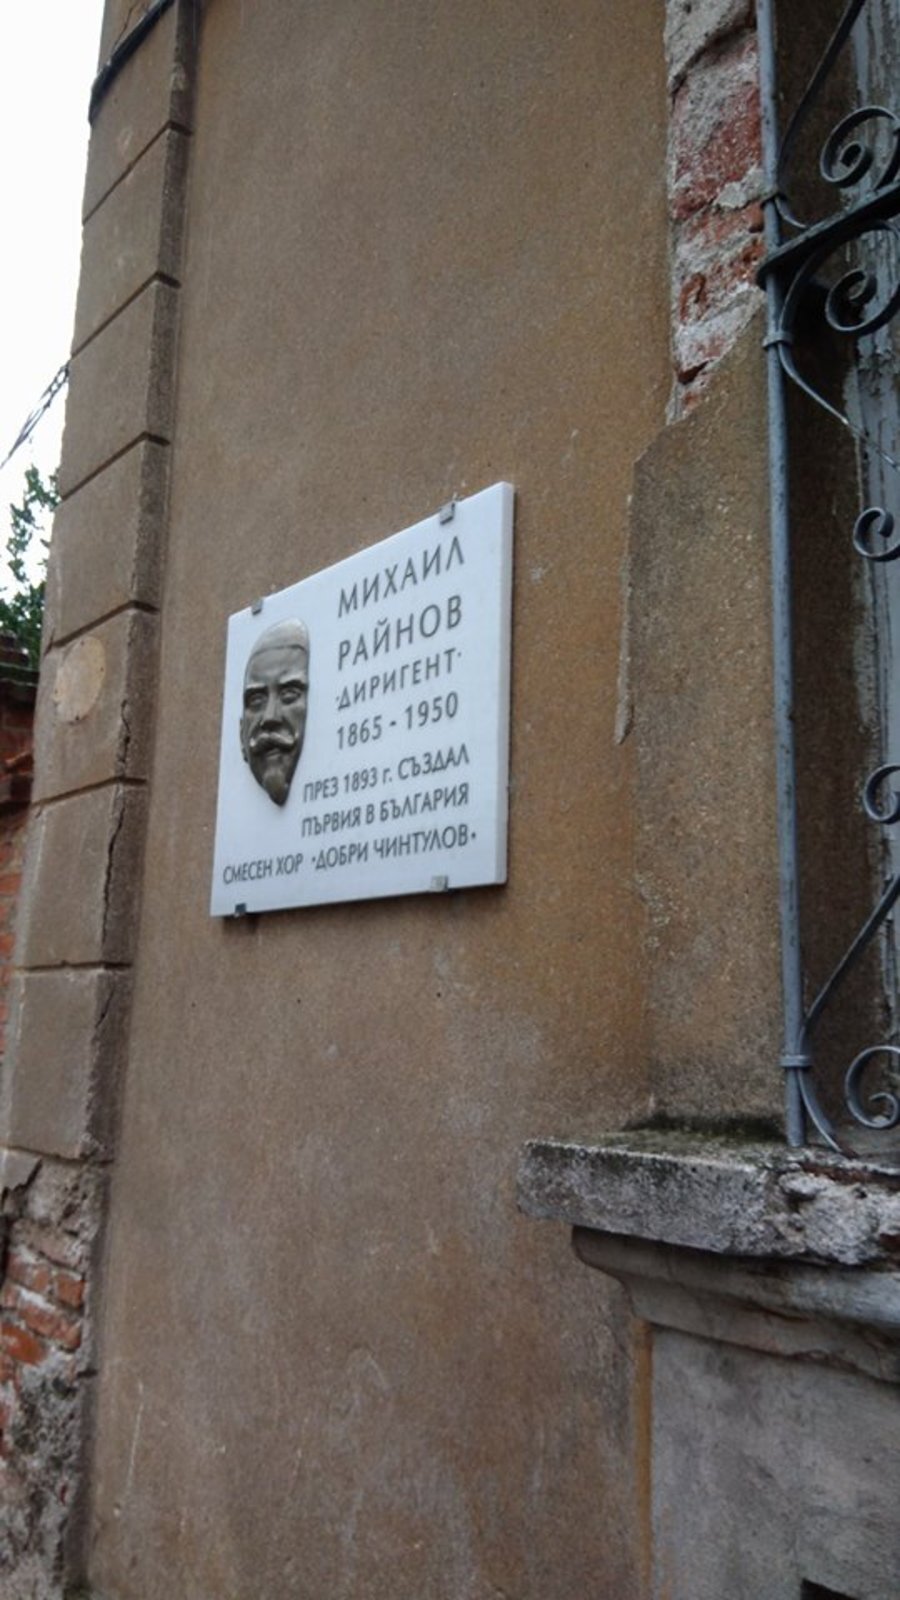 МИХАИЛ
РАЙНОВ
·ДИРИГЕНТ·
1865 - 1950
ПРЕЗ 1893 г. СЪЗДАЛ
ПЪРВИЯ В БЪЛГАРИЯ
СМЕСЕН ХОР ·ДОБРИ ЧИНТУЛОВ·